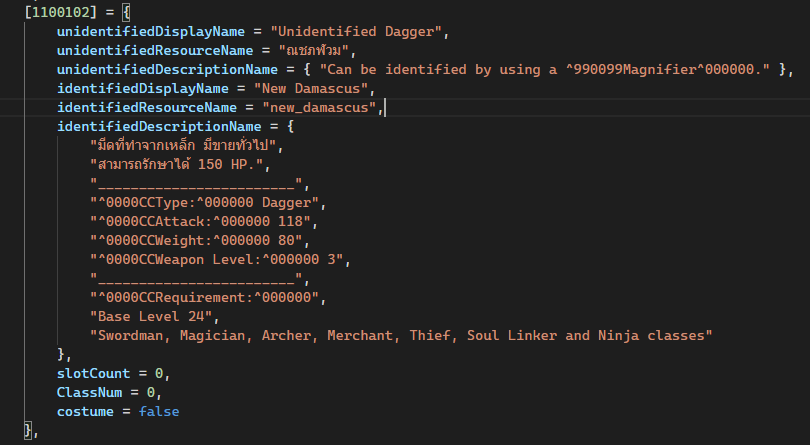 [1100102] = {
unidentifiedDisplayName = "Unidentified Dagger",
unidentifiedResourceName = "ณชภฬวม",
unidentifiedDescriptionName = { "Can be identified by using a ^990099Magnifier^000000." },
identifiedDisplayName = "New Damascus",
identifiedResourceName = "new_damascus",
identifiedDescriptionName = {
"มีดที่ทำจากเหล็ก มีขายทั่วไป",
"สามารถรักษาได้ 150 HP.",
"________________________",
"^0000CCType:^000000 Dagger",
"^0000CCAttack:^000000 118",
"^0000CCWeight:^000000 80",
"^0000CCWeapon Level:^000000 3",
"________________________",
"^0000CCRequirement:^000000",
"Base Level 24",
"Swordman, Magician, Archer, Merchant, Thief, Soul Linker and Ninja classes"
},
slotCount = 0,
ClassNum = 0,
costume = false
},